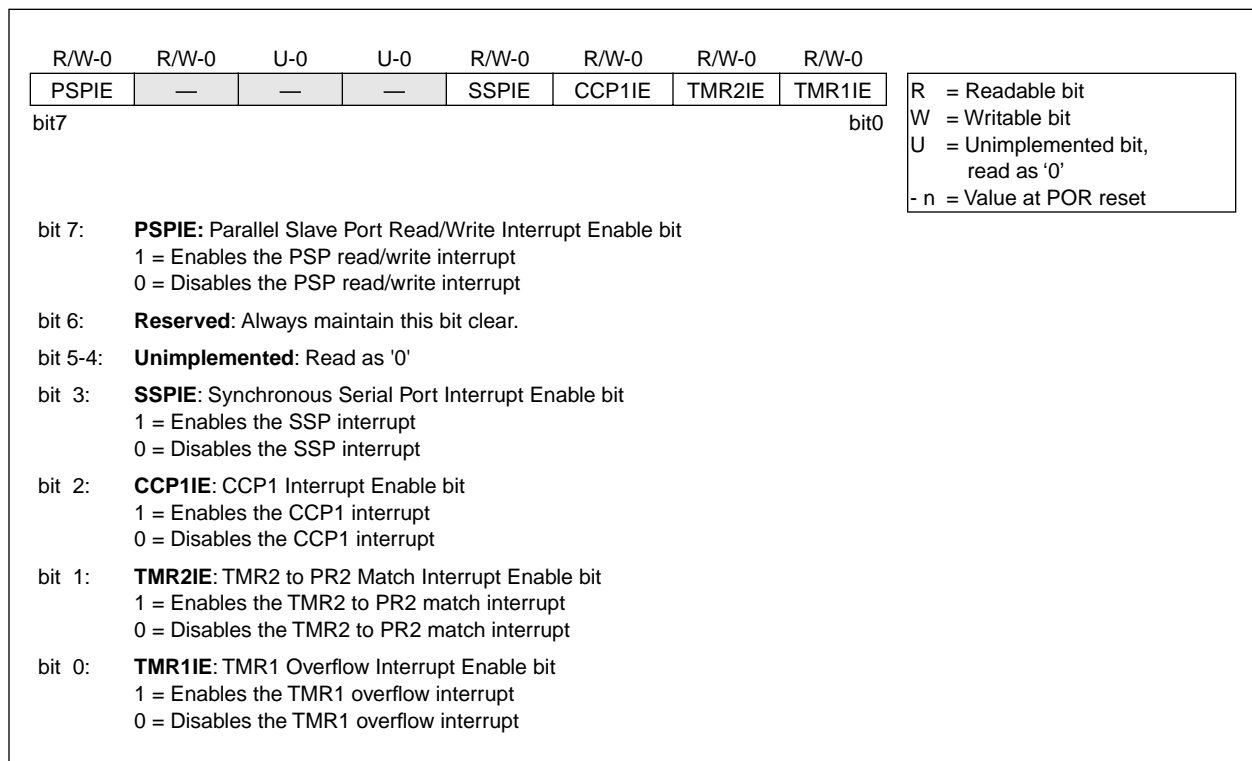 R/W-0 R/W-0 U-0 U-0 R/W-0 R/W-0 R/W-0 R/W-0
PSPIE — — — SSPIE CCP1IE TMR2IE TMR1IE
bit7 bit0
R = Readable bit
W = Writable bit
U = Unimplemented bit,
read as ‘0’
- n = Value at POR reset
bit 7: PSPIE: Parallel Slave Port Read/Write Interrupt Enable bit
1 = Enables the PSP read/write interrupt
0 = Disables the PSP read/write interrupt
bit 6: Reserved: Always maintain this bit clear.
bit 5-4: Unimplemented: Read as '0'
bit 3: SSPIE: Synchronous Serial Port Interrupt Enable bit
1 = Enables the SSP interrupt
0 = Disables the SSP interrupt
bit 2: CCP1IE: CCP1 Interrupt Enable bit
1 = Enables the CCP1 interrupt
0 = Disables the CCP1 interrupt
bit 1: TMR2IE: TMR2 to PR2 Match Interrupt Enable bit
1 = Enables the TMR2 to PR2 match interrupt
0 = Disables the TMR2 to PR2 match interrupt
bit 0: TMR1IE: TMR1 Overflow Interrupt Enable bit
1 = Enables the TMR1 overflow interrupt
0 = Disables the TMR1 overflow interrupt